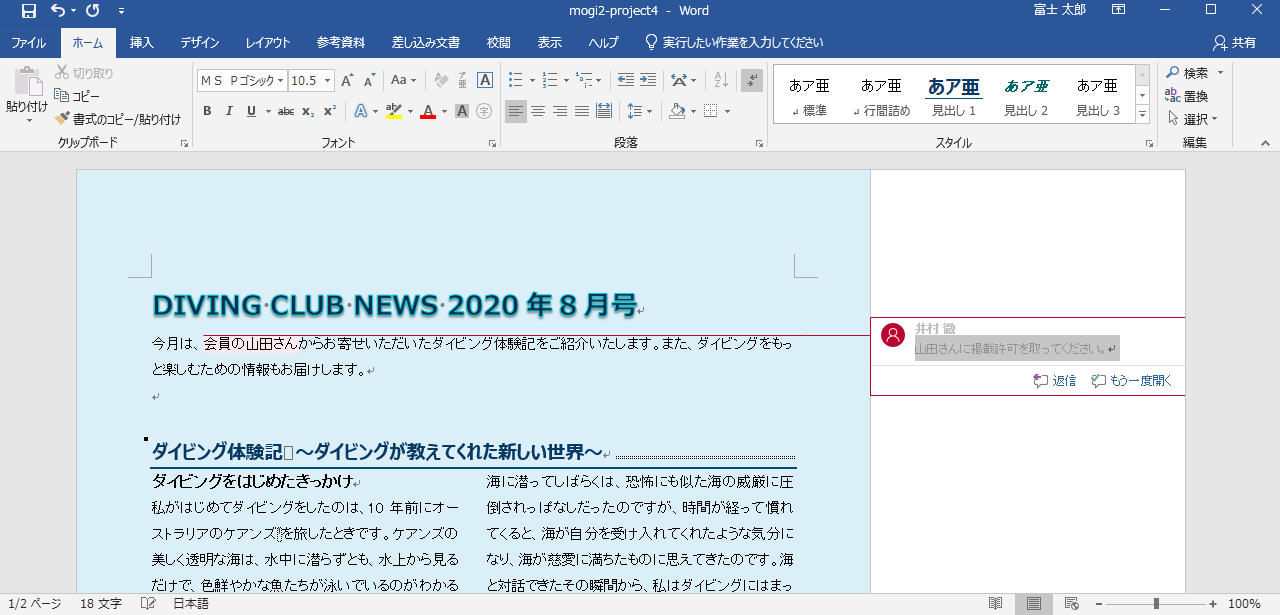 mogi2-project4 - Word
富士 太郎
ファイル ホーム 挿入 デザイン レイアウト 参考資料 差し込み文書 校閲 表示 ヘルプ 実行したい作業を入力してください 共有
貼り付け
切り取り
コピー
書式のコピー/貼り付け
クリップボード
ＭＳ Ｐゴシック 10.5 A A Aa A
B I U abc x₂ x² A A A 字
フォント
段落
あア亜 あア亜 あア亜 あア亜 あア亜
標準 行間詰め 見出し 1 見出し 2 見出し 3
スタイル
検索
置換
選択
編集
DIVING CLUB NEWS 2020 年 8 月号
今月は、会員の山田さんからお寄せいただいたダイビング体験記をご紹介いたします。また、ダイビングをもっ
と楽しむための情報もお届けします。
井村 徹
山田さんに掲載許可を取ってください。
返信 もう一度開く
ダイビング体験記 ～ダイビングが教えてくれた新しい世界～
ダイビングをはじめたきっかけ
私がはじめてダイビングをしたのは、10 年前にオー
ストラリアのケアンズを旅したときです。ケアンズの
美しく透明な海は、水中に潜らずとも、水上から見る
だけで、色鮮やかな魚たちが泳いでいるのがわかる
海に潜ってしばらくは、恐怖にも似た海の威厳に圧
倒されっぱなしだったのですが、時間が経って慣れ
てくると、海が自分を受け入れてくれたような気分に
なり、海が慈愛に満ちたものに思えてきたのです。海
と対話できたその瞬間から、私はダイビングにはまっ
1/2 ページ 18 文字 日本語 100%